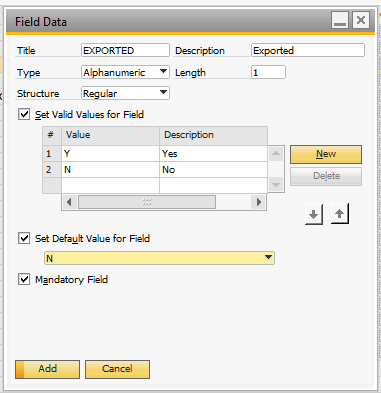 Field Data
Title EXPORTED Description Exported
Type Alphanumeric Length 1
Structure Regular
Set Valid Values for Field
# Value Description
1 Y Yes
2 N No
New
Delete
Set Default Value for Field
N
Mandatory Field
Add Cancel